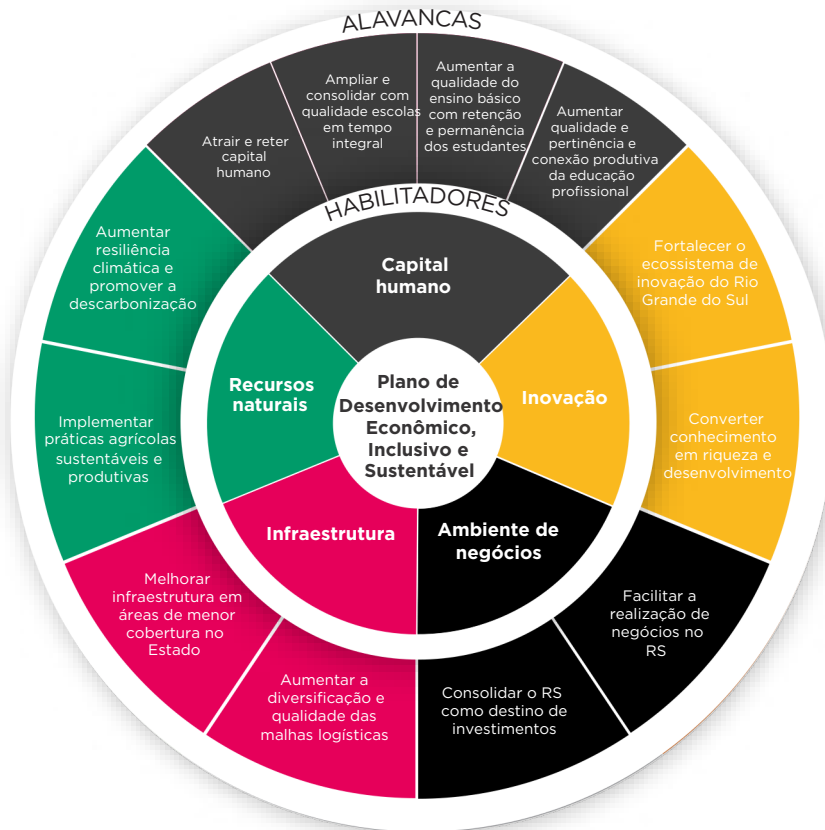 ALAVANCAS
Atrair e reter
capital
humano
Ampliar e
consolidar com
qualidade escolas
em tempo
integral
Aumentar a
qualidade do
ensino básico
com retenção
e permanência
dos estudantes
Aumentar
qualidade e
pertinência e
conexão produtiva
da educação
profissional
Fortalecer o
ecossistema de
inovação do Rio
Grande do Sul
Converter
conhecimento
em riqueza e
desenvolvimento
Facilitar a
realização de
negócios no
RS
Consolidar o RS
como destino de
investimentos
Aumentar a
diversificação e
qualidade das
malhas logísticas
Melhorar
infraestrutura em
áreas de menor
cobertura no
Estado
Implementar
práticas agrícolas
sustentáveis e
produtivas
Aumentar
resiliência
climática e
promover a
descarbonização
HABILITADORES
Capital
humano
Inovação
Ambiente de
negócios
Infraestrutura
Recursos
naturais
Plano de
Desenvolvimento
Econômico,
Inclusivo e
Sustentável